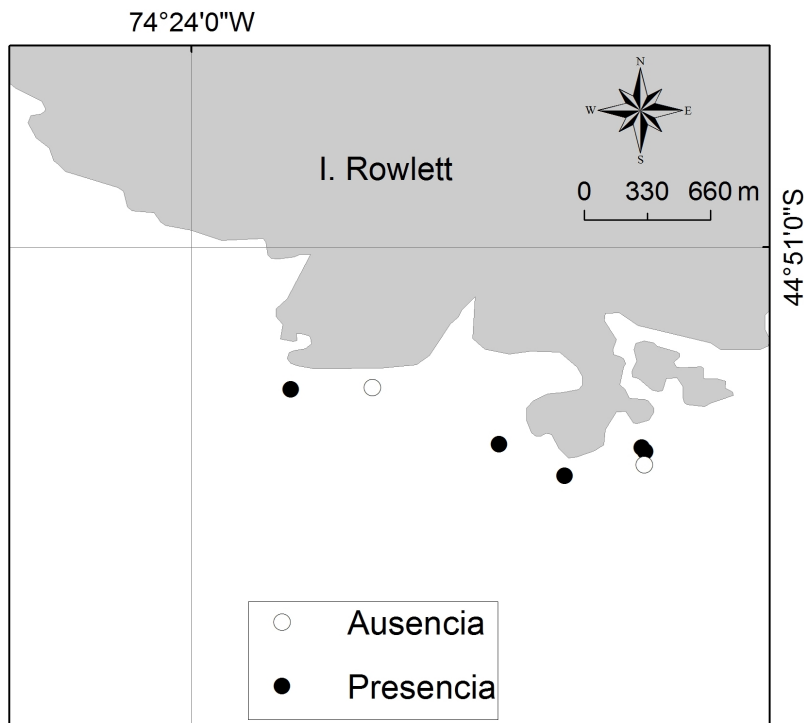 74°24'0"W
N
W E
S
I. Rowlett
0 330 660 m
44°51'0"S
Ausencia
Presencia